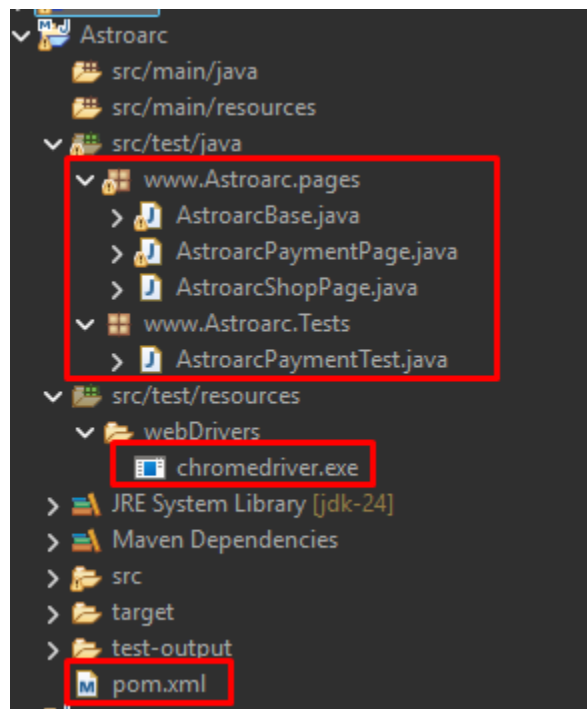 Astroarc
src/main/java
src/main/resources
src/test/java
www.Astroarc.pages
AstroarcBase.java
AstroarcPaymentPage.java
AstroarcShopPage.java
www.Astroarc.Tests
AstroarcPaymentTest.java
src/test/resources
webDrivers
chromedriver.exe
JRE System Library [jdk-24]
Maven Dependencies
src
target
test-output
pom.xml